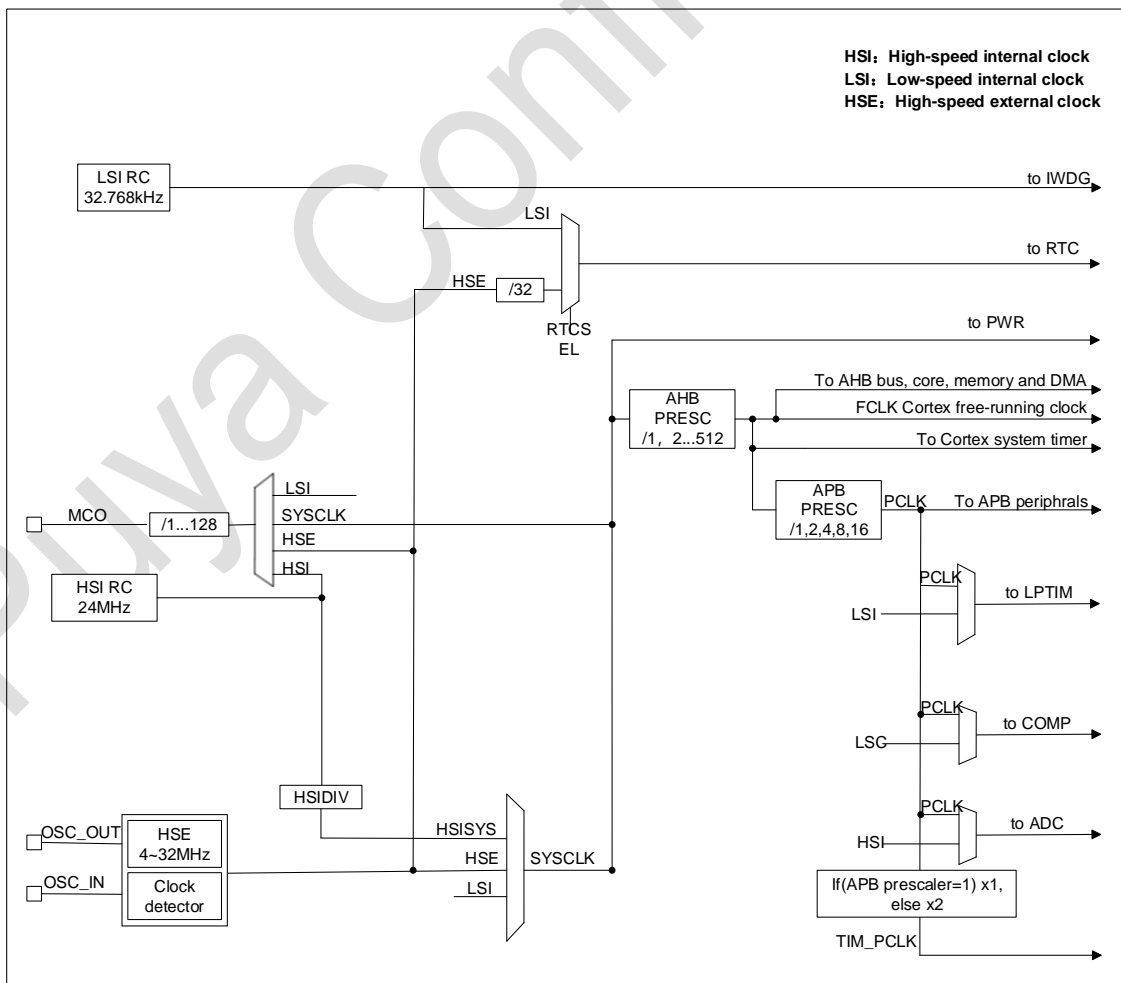 HSI：High-speed internal clock
LSI：Low-speed internal clock
HSE：High-speed external clock
LSI RC
32.768kHz
to IWDG
LSI
to RTC
HSE
/32
RTCS
EL
to PWR
To AHB bus, core, memory and DMA
AHB
PRESC
/1, 2...512
FCLK Cortex free-running clock
To Cortex system timer
LSI
APB
PRESC
/1,2,4,8,16
PCLK
To APB periphrals
MCO
/1...128
SYSCLK
HSE
HSI
HSI RC
24MHz
PCLK
to LPTIM
LSI
PCLK
to COMP
LSC
HSIDIV
OSC_OUT
HSE
4~32MHz
HSISYS
PCLK
to ADC
HSE
SYSCLK
HSI
OSC_IN
Clock
detector
LSI
If(APB prescaler=1) x1,
else x2
TIM_PCLK